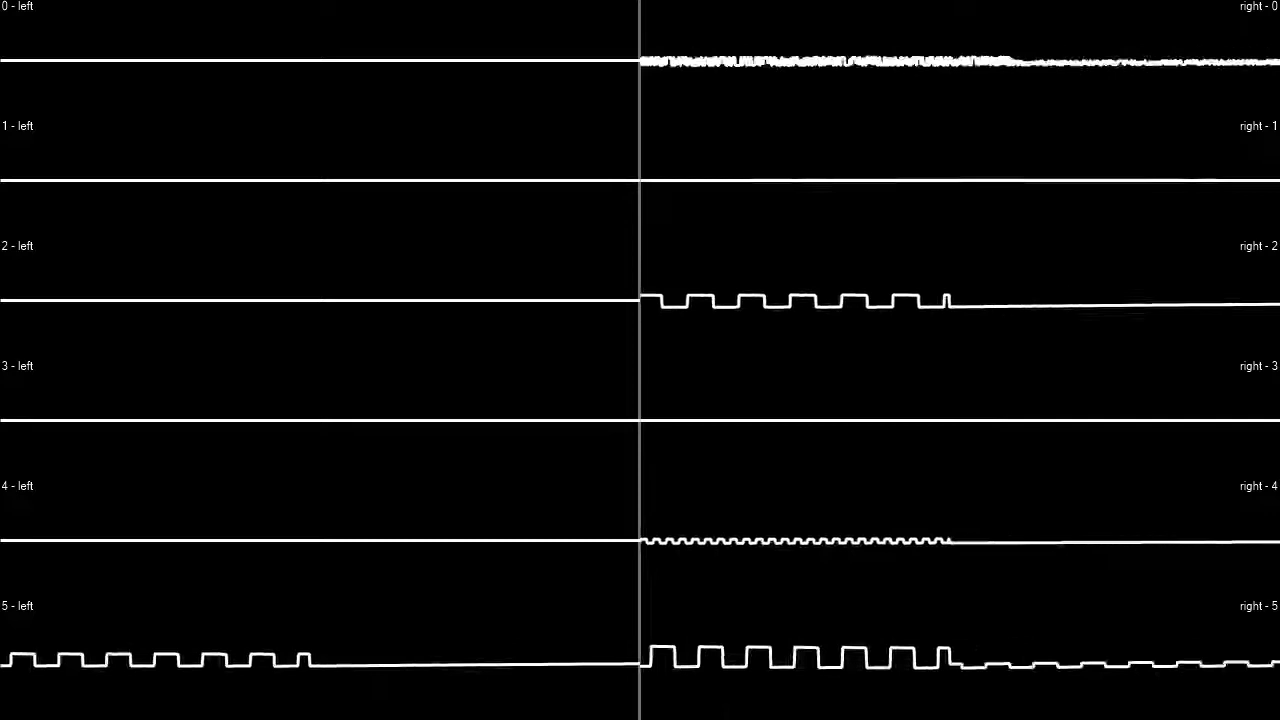 0 - left
right - 0
1 - left
right - 1
2 - left
right - 2
3 - left
right - 3
4 - left
right - 4
5 - left
right - 5